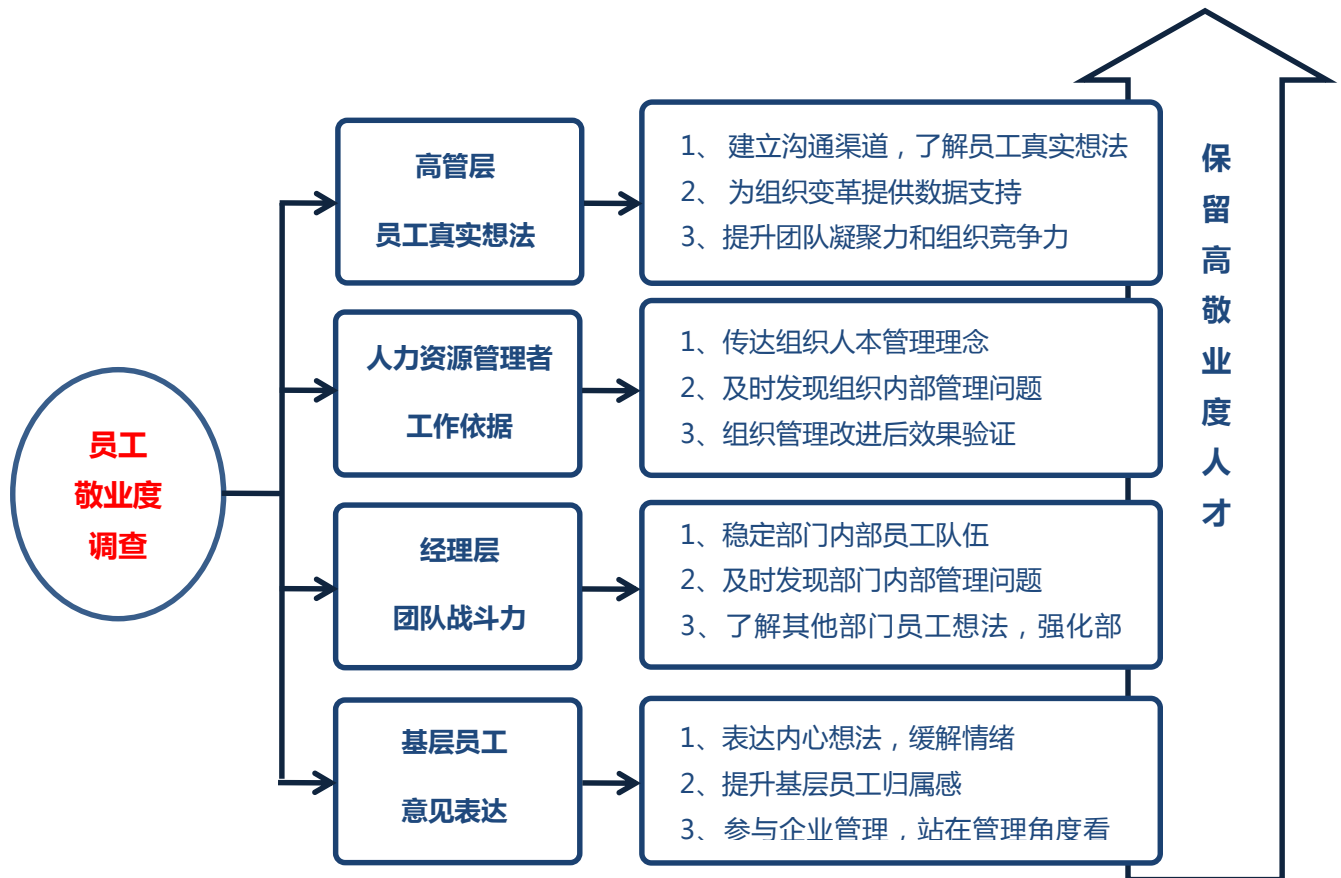 员工
敬业度
调查
高管层
员工真实想法
1、 建立沟通渠道，了解员工真实想法
2、 为组织变革提供数据支持
3、提升团队凝聚力和组织竞争力
人力资源管理者
工作依据
1、传达组织人本管理理念
2、及时发现组织内部管理问题
3、组织管理改进后效果验证
经理层
团队战斗力
1、稳定部门内部员工队伍
2、及时发现部门内部管理问题
3、了解其他部门员工想法，强化部
基层员工
意见表达
1、表达内心想法，缓解情绪
2、提升基层员工归属感
3、参与企业管理，站在管理角度看
保
留
高
敬
业
度
人
才